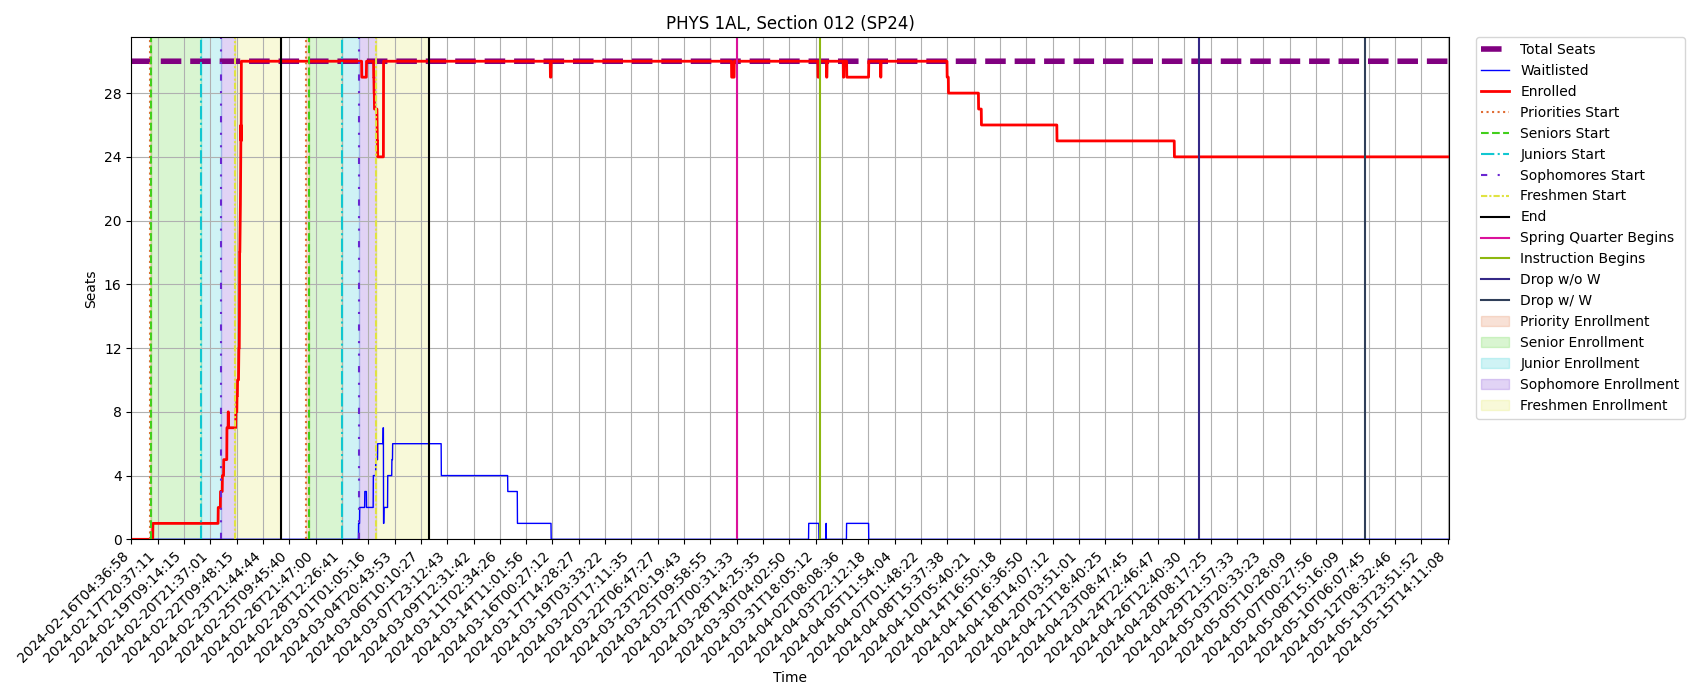 PHYS 1AL, Section 012 (SP24)
Seats
28
24
20
16
12
8
4
0
2024-02-16T04:36:58
2024-02-17T20:37:11
2024-02-19T09:14:15
2024-02-20T21:37:01
2024-02-22T09:48:15
2024-02-23T21:44:44
2024-02-25T09:45:40
2024-02-26T21:47:00
2024-02-28T12:26:41
2024-03-01T01:05:16
2024-03-04T20:43:53
2024-03-06T10:10:27
2024-03-07T23:12:43
2024-03-09T12:31:42
2024-03-11T02:34:26
2024-03-14T11:01:56
2024-03-16T00:27:12
2024-03-17T14:28:27
2024-03-19T03:33:22
2024-03-20T17:11:35
2024-03-22T06:47:27
2024-03-23T20:19:43
2024-03-25T09:58:55
2024-03-27T00:31:33
2024-03-28T14:25:35
2024-03-30T04:02:50
2024-03-31T18:05:12
2024-04-02T08:08:36
2024-04-03T22:12:18
2024-04-05T11:54:04
2024-04-07T01:48:22
2024-04-08T15:37:38
2024-04-10T05:40:21
2024-04-14T16:50:18
2024-04-16T16:36:50
2024-04-18T14:07:12
2024-04-20T03:51:01
2024-04-21T18:40:25
2024-04-23T08:47:45
2024-04-24T22:46:47
2024-04-26T12:40:30
2024-04-28T08:17:25
2024-04-29T21:57:33
2024-05-03T20:33:23
2024-05-05T10:28:09
2024-05-07T00:27:56
2024-05-08T15:16:09
2024-05-10T06:07:45
2024-05-12T08:32:46
2024-05-13T23:51:52
2024-05-15T14:11:08
Time
Total Seats
Waitlisted
Enrolled
Priorities Start
Seniors Start
Juniors Start
Sophomores Start
Freshmen Start
End
Spring Quarter Begins
Instruction Begins
Drop w/o W
Drop w/ W
Priority Enrollment
Senior Enrollment
Junior Enrollment
Sophomore Enrollment
Freshmen Enrollment